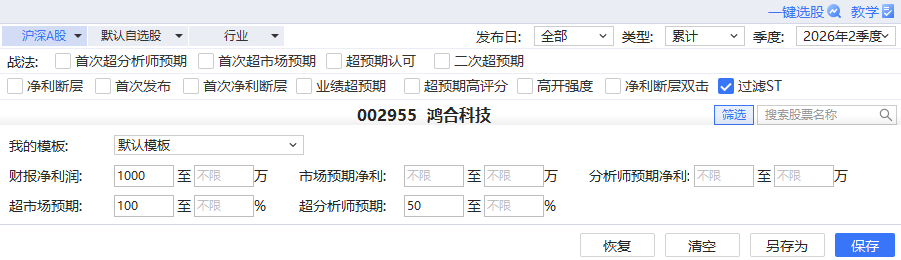 一键选股 教学
沪深A股 默认自选股 行业 发布日: 全部 类型: 累计 季度: 2026年2季度
战法: 首次超分析师预期 首次超市场预期 超预期认可 二次超预期
净利断层 首次发布 首次净利断层 业绩超预期 超预期高评分 高开强度 净利断层双击 过滤ST
002955 鸿合科技 筛选 搜索股票名称
我的模板: 默认模板
财报净利润: 1000 至 不限 万 市场预期净利: 不限 至 不限 万 分析师预期净利: 不限 至 不限 万
超市场预期: 100 至 不限 % 超分析师预期: 50 至 不限 %
恢复 清空 另存为 保存